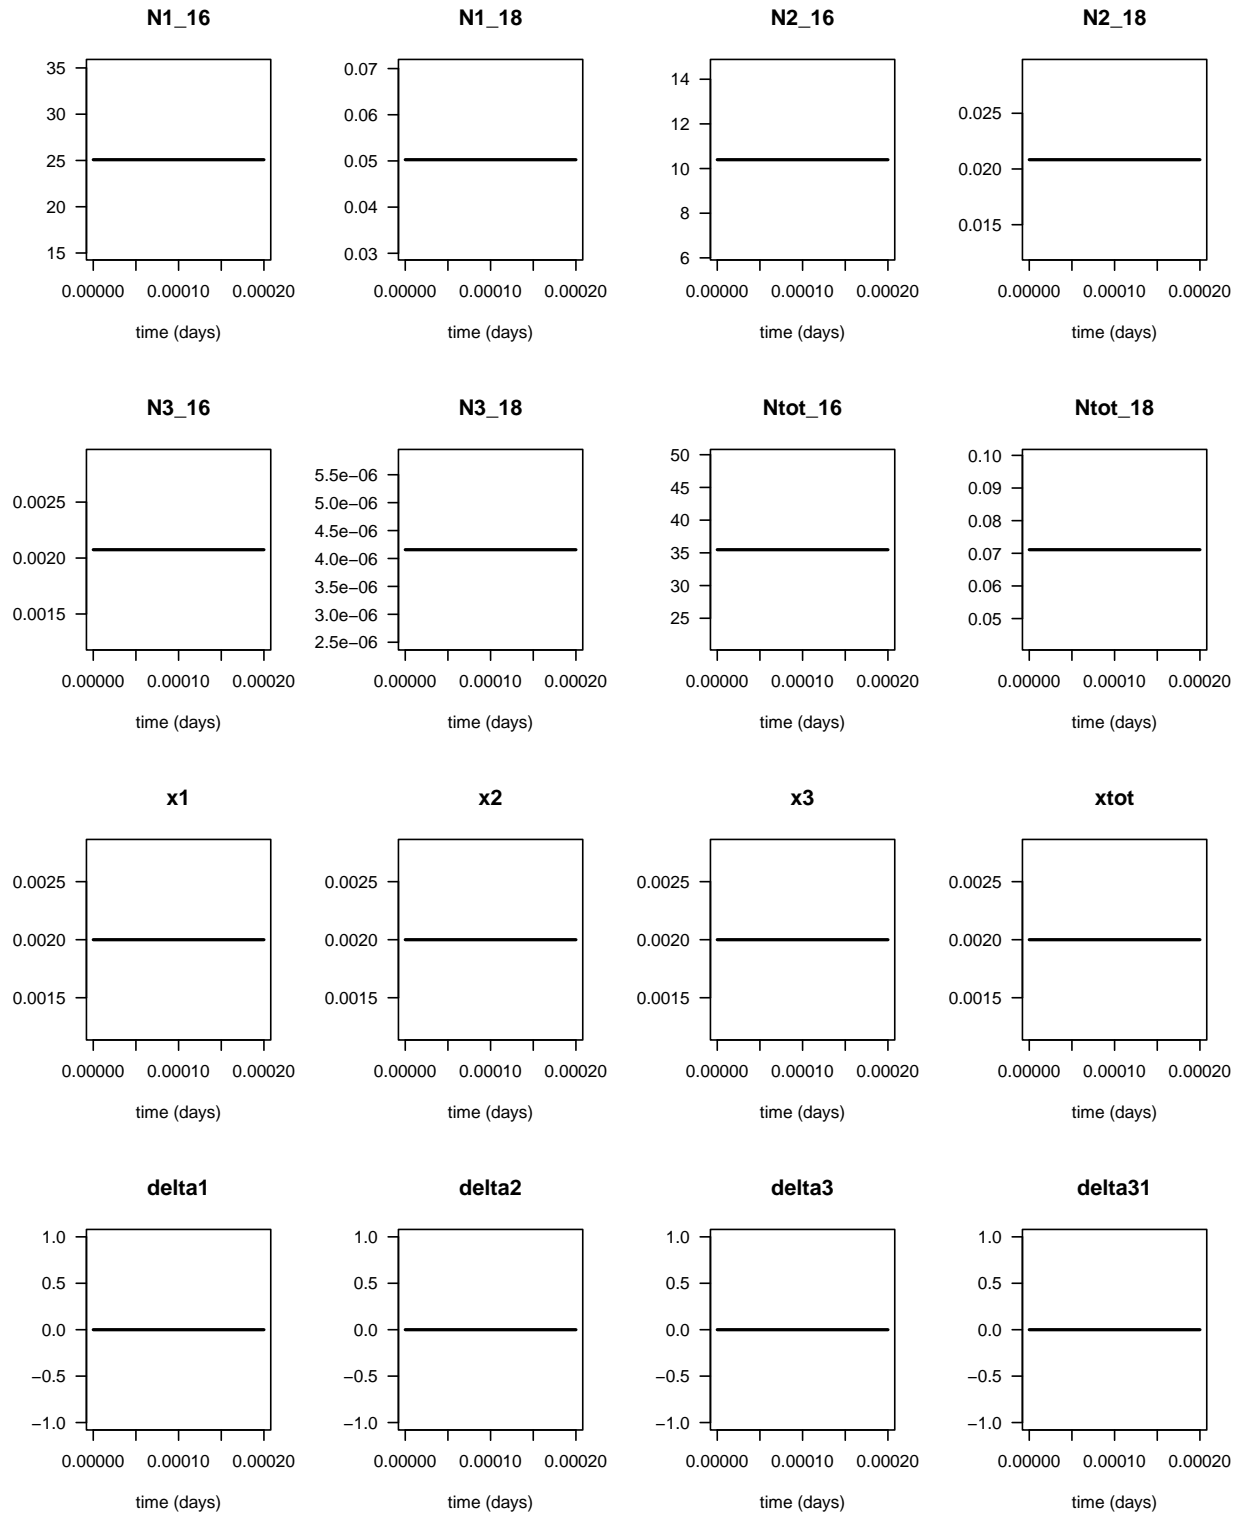 N1_16 N1_18 N2_16 N2_18
35 0.07 14
30 0.06 12 0.025
25 0.05 10 0.020
20 0.04 8 0.015
15 0.03 6
0.00000 0.00010 0.00020 0.00000 0.00010 0.00020 0.00000 0.00010 0.00020 0.00000 0.00010 0.00020
time (days) time (days) time (days) time (days)
N3_16 N3_18 Ntot_16 Ntot_18
5.5e−06 50 0.10
0.0025 5.0e−06 45 0.09
4.5e−06 40 0.08
0.0020 4.0e−06 35 0.07
3.5e−06 30 0.06
0.0015 3.0e−06 25 0.05
2.5e−06
0.00000 0.00010 0.00020 0.00000 0.00010 0.00020 0.00000 0.00010 0.00020 0.00000 0.00010 0.00020
time (days) time (days) time (days) time (days)
x1 x2 x3 xtot
0.0025 0.0025 0.0025 0.0025
0.0020 0.0020 0.0020 0.0020
0.0015 0.0015 0.0015 0.0015
0.00000 0.00010 0.00020 0.00000 0.00010 0.00020 0.00000 0.00010 0.00020 0.00000 0.00010 0.00020
time (days) time (days) time (days) time (days)
delta1 delta2 delta3 delta31
1.0 1.0 1.0 1.0
0.5 0.5 0.5 0.5
0.0 0.0 0.0 0.0
−0.5 −0.5 −0.5 −0.5
−1.0 −1.0 −1.0 −1.0
0.00000 0.00010 0.00020 0.00000 0.00010 0.00020 0.00000 0.00010 0.00020 0.00000 0.00010 0.00020
time (days) time (days) time (days) time (days)